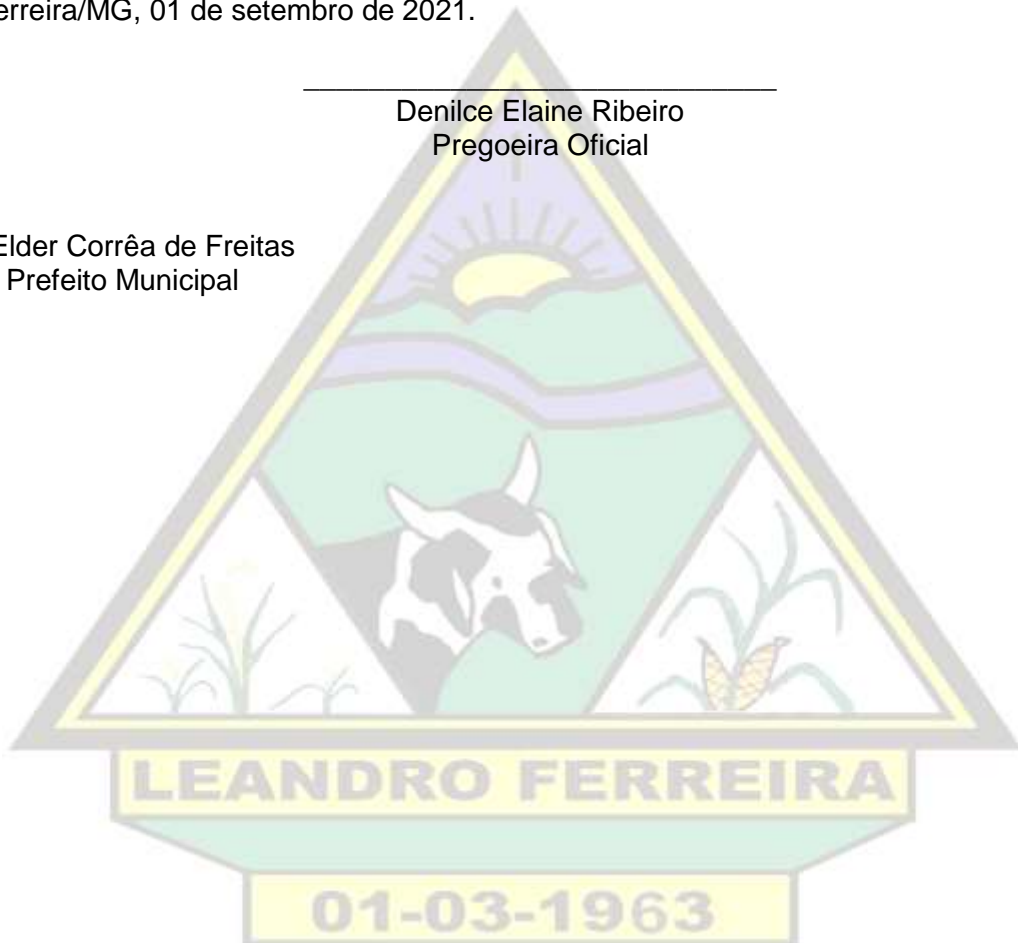 erreira/MG, 01 de setembro de 2021.
Denilce Elaine Ribeiro
Pregoeira Oficial
Elder Corrêa de Freitas
Prefeito Municipal
LEANDRO FERREIRA
01-03-1963